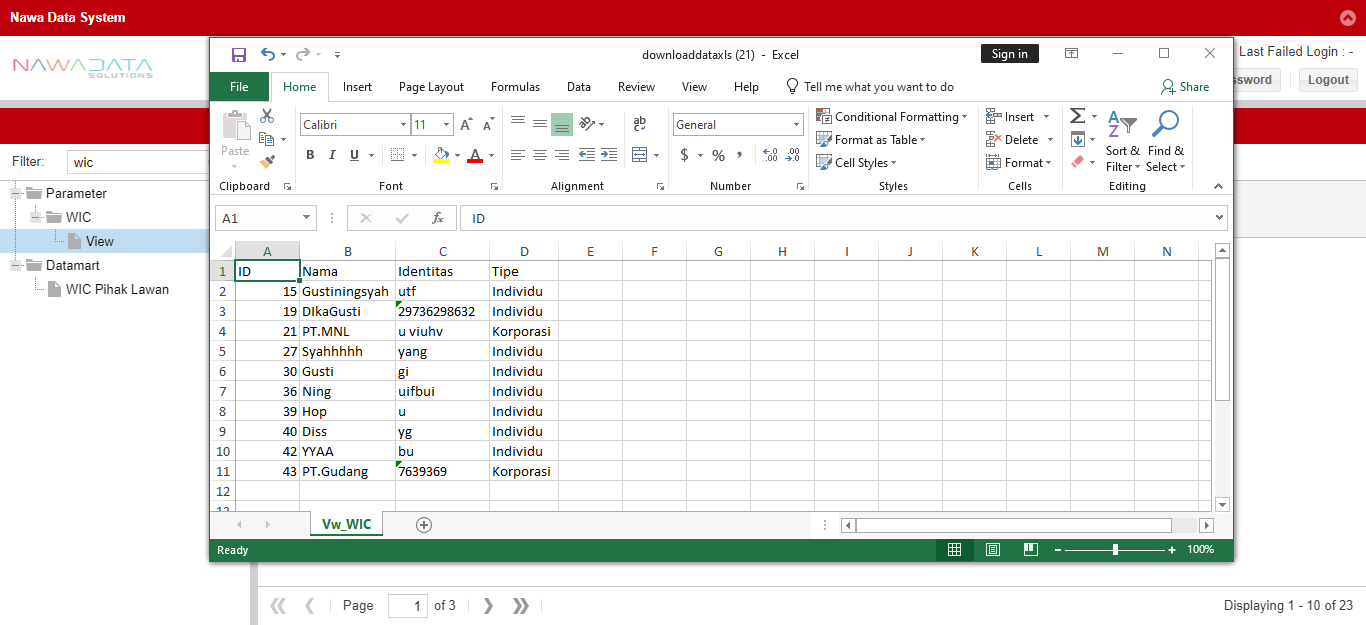 Nawa Data System
NAWADATA
SOLUTIONS
Last Failed Login : -
ssword
Logout
Filter:
wic
Parameter
WIC
View
Datamart
WIC Pihak Lawan
downloaddataxls (21) - Excel
Sign in
File Home Insert Page Layout Formulas Data Review View Help Tell me what you want to do Share
Paste
Clipboard
Calibri 11
B I U A
Font
ab
Alignment
General
$ % ,
Number
Conditional Formatting
Format as Table
Cell Styles
Styles
Insert
Delete
Format
Cells
Sort &
Filter
Find &
Select
Editing
A1 fx ID
A B C D E F G H I J K L M N
1 ID Nama Identitas Tipe
2 15 Gustiningsyah utf Individu
3 19 DIkaGusti 29736298632 Individu
4 21 PT.MNL u viuhv Korporasi
5 27 Syahhhhh yang Individu
6 30 Gusti gi Individu
7 36 Ning uifbui Individu
8 39 Hop u Individu
9 40 Diss yg Individu
10 42 YYAA bu Individu
11 43 PT.Gudang 7639369 Korporasi
12
Vw_WIC
Ready
100%
Page 1 of 3
Displaying 1 - 10 of 23